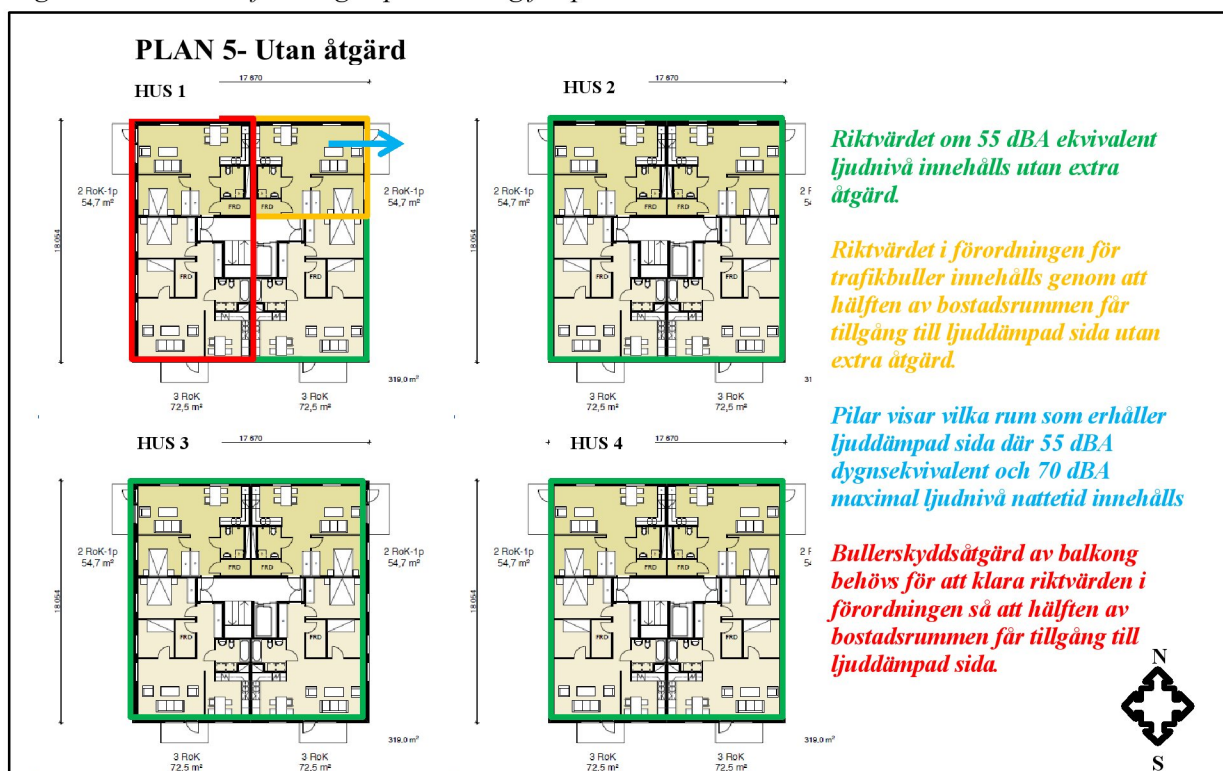 PLAN 5- Utan åtgärd
HUS 1
17 670
18 054
2 RoK-1p
54,7 m²
2 RoK-1p
54,7 m²
FRD
FRD
FRD
FRD
3 RoK
72,5 m²
3 RoK
72,5 m²
319,0 m²
HUS 2
17 670
18 054
2 RoK-1p
54,7 m²
FRD
FRD
FRD
FRD
3 RoK
72,5 m²
3 RoK
72,5 m²
HUS 3
17 670
18 054
2 RoK-1p
54,7 m²
2 RoK-1p
54,7 m²
FRD
FRD
FRD
FRD
3 RoK
72,5 m²
3 RoK
72,5 m²
319,0 m²
HUS 4
17 670
18 054
2 RoK-1p
54,7 m²
FRD
FRD
FRD
FRD
3 RoK
72,5 m²
3 RoK
72,5 m²
Riktvärdet om 55 dBA ekvivalent
ljudnivå innehålls utan extra
åtgärd.
Riktvärdet i förordningen för
trafikbuller innehålls genom att
hälften av bostadsrummen får
tillgång till ljuddämpad sida utan
extra åtgärd.
Pilar visar vilka rum som erhåller
ljuddämpad sida där 55 dBA
dygnsekvivalent och 70 dBA
maximal ljudnivå nattetid innehålls
Bullerskyddsåtgärd av balkong
behövs för att klara riktvärden i
förordningen så att hälften av
bostadsrummen får tillgång till
ljuddämpad sida.
N
S